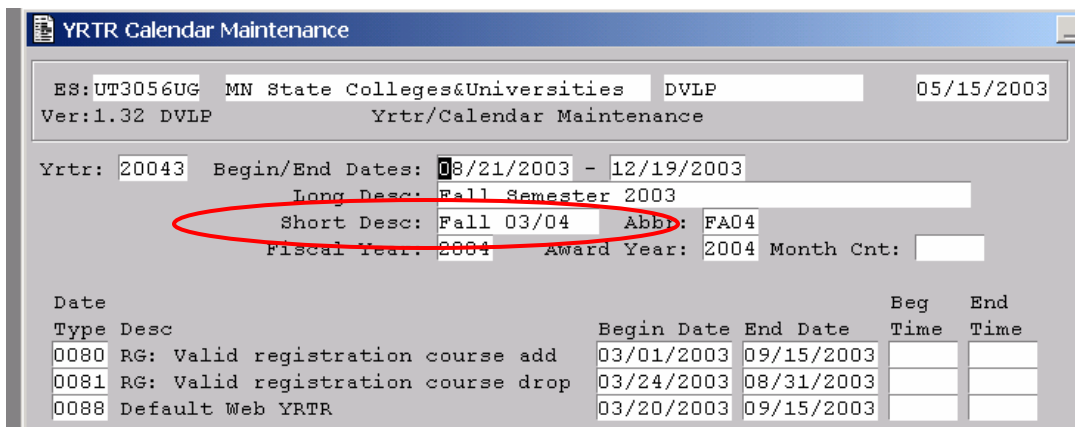 YRTR Calendar Maintenance
ES: UT3056UG MN State Colleges&Universities DVLP 05/15/2003
Ver:1.32 DVLP Yrtr/Calendar Maintenance
Yrtr: 20043 Begin/End Dates: 08/21/2003 - 12/19/2003
Long Desc: Fall Semester 2003
Short Desc: Fall 03/04 Abbr: FA04
Fiscal Year: 2004 Award Year: 2004 Month Cnt:
Date Beg End
Type Desc Begin Date End Date Time Time
0080 RG: Valid registration course add 03/01/2003 09/15/2003
0081 RG: Valid registration course drop 03/24/2003 08/31/2003
0088 Default Web YRTR 03/20/2003 09/15/2003